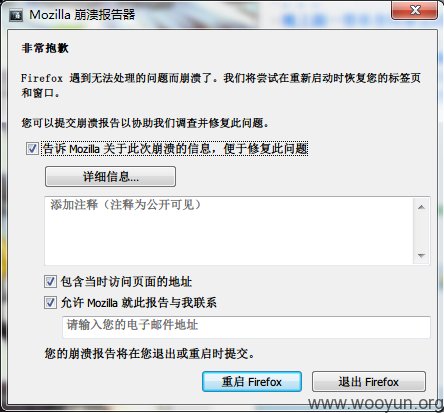 Mozilla 崩溃报告器
非常抱歉
Firefox 遇到无法处理的问题而崩溃了。我们将尝试在重新启动时恢复您的标签页
和窗口。
您可以提交崩溃报告以协助我们调查并修复此问题。
告诉 Mozilla 关于此次崩溃的信息，便于修复此问题
详细信息...
添加注释（注释为公开可见）
包含当时访问页面的地址
允许 Mozilla 就此报告与我联系
请输入您的电子邮件地址
您的崩溃报告将在您退出或重启时提交。
重启 Firefox
退出 Firefox
www.wooyun.org